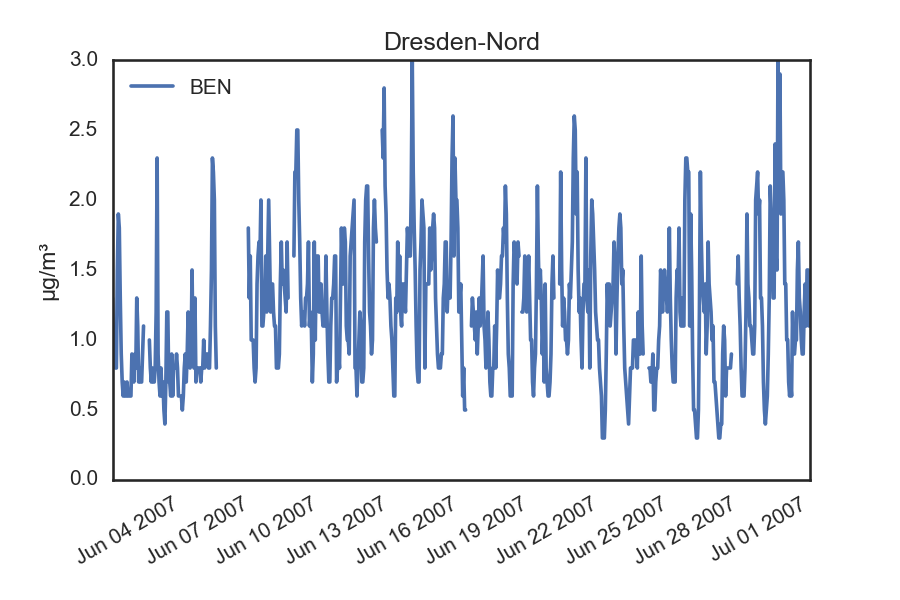 Dresden-Nord
BEN
µg/m³
3.0
2.5
2.0
1.5
1.0
0.5
0.0
Jun 04 2007
Jun 07 2007
Jun 10 2007
Jun 13 2007
Jun 16 2007
Jun 19 2007
Jun 22 2007
Jun 25 2007
Jun 28 2007
Jul 01 2007